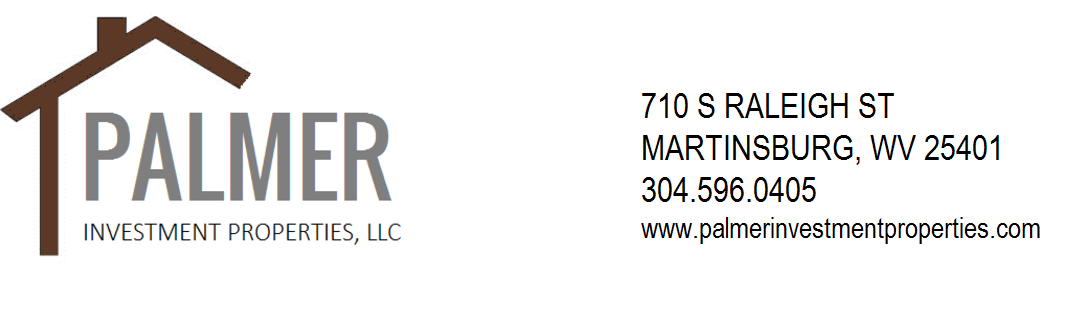 PALMER
INVESTMENT PROPERTIES, LLC
710 S RALEIGH ST
MARTINSBURG, WV 25401
304.596.0405
www.palmerinvestmentproperties.com